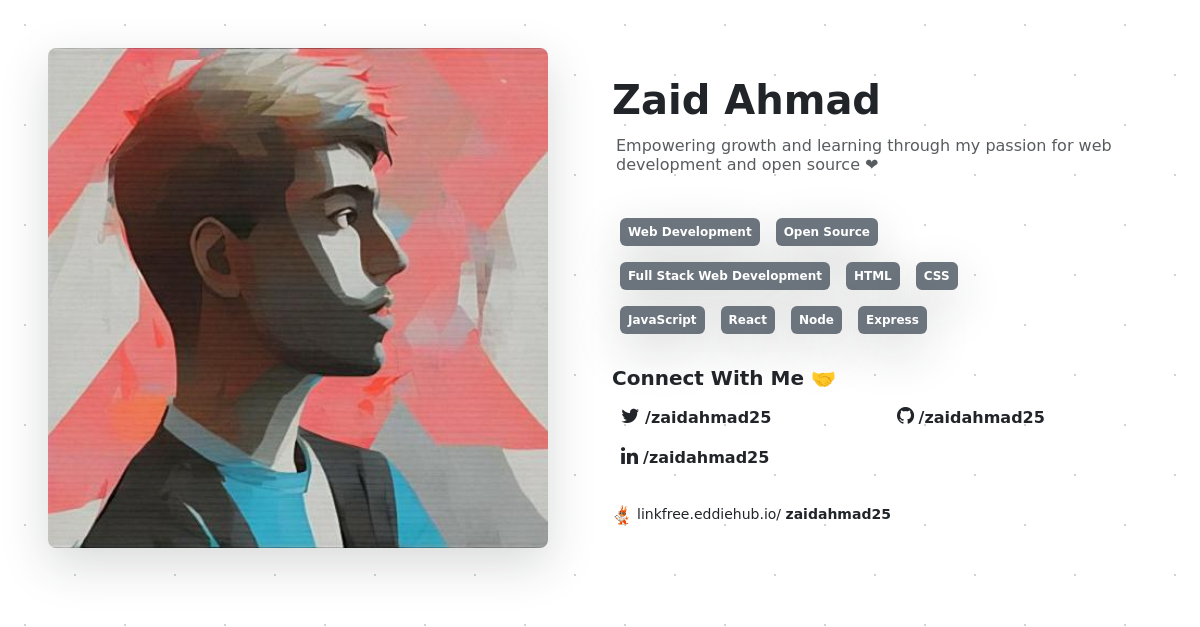 Zaid Ahmad
Empowering growth and learning through my passion for web
development and open source ❤
Web Development Open Source
Full Stack Web Development HTML CSS
JavaScript React Node Express
Connect With Me 🤝
/zaidahmad25 /zaidahmad25
in /zaidahmad25
linkfree.eddiehub.io/ zaidahmad25